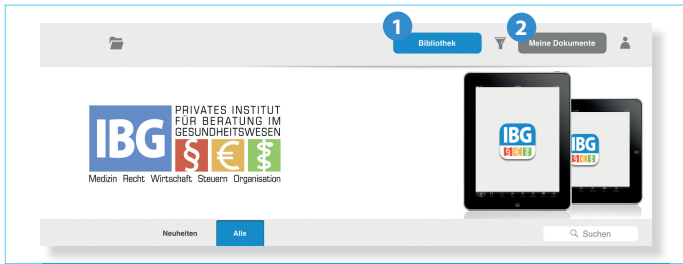 1
2
Bibliothek
Meine Dokumente
IBG
PRIVATES INSTITUT
FÜR BERATUNG IM
GESUNDHEITSWESEN
§ €
Medizin Recht Wirtschaft Steuern Organisation
IBG
§ €
IBG
§ €
Neuheiten
Alle
Suchen